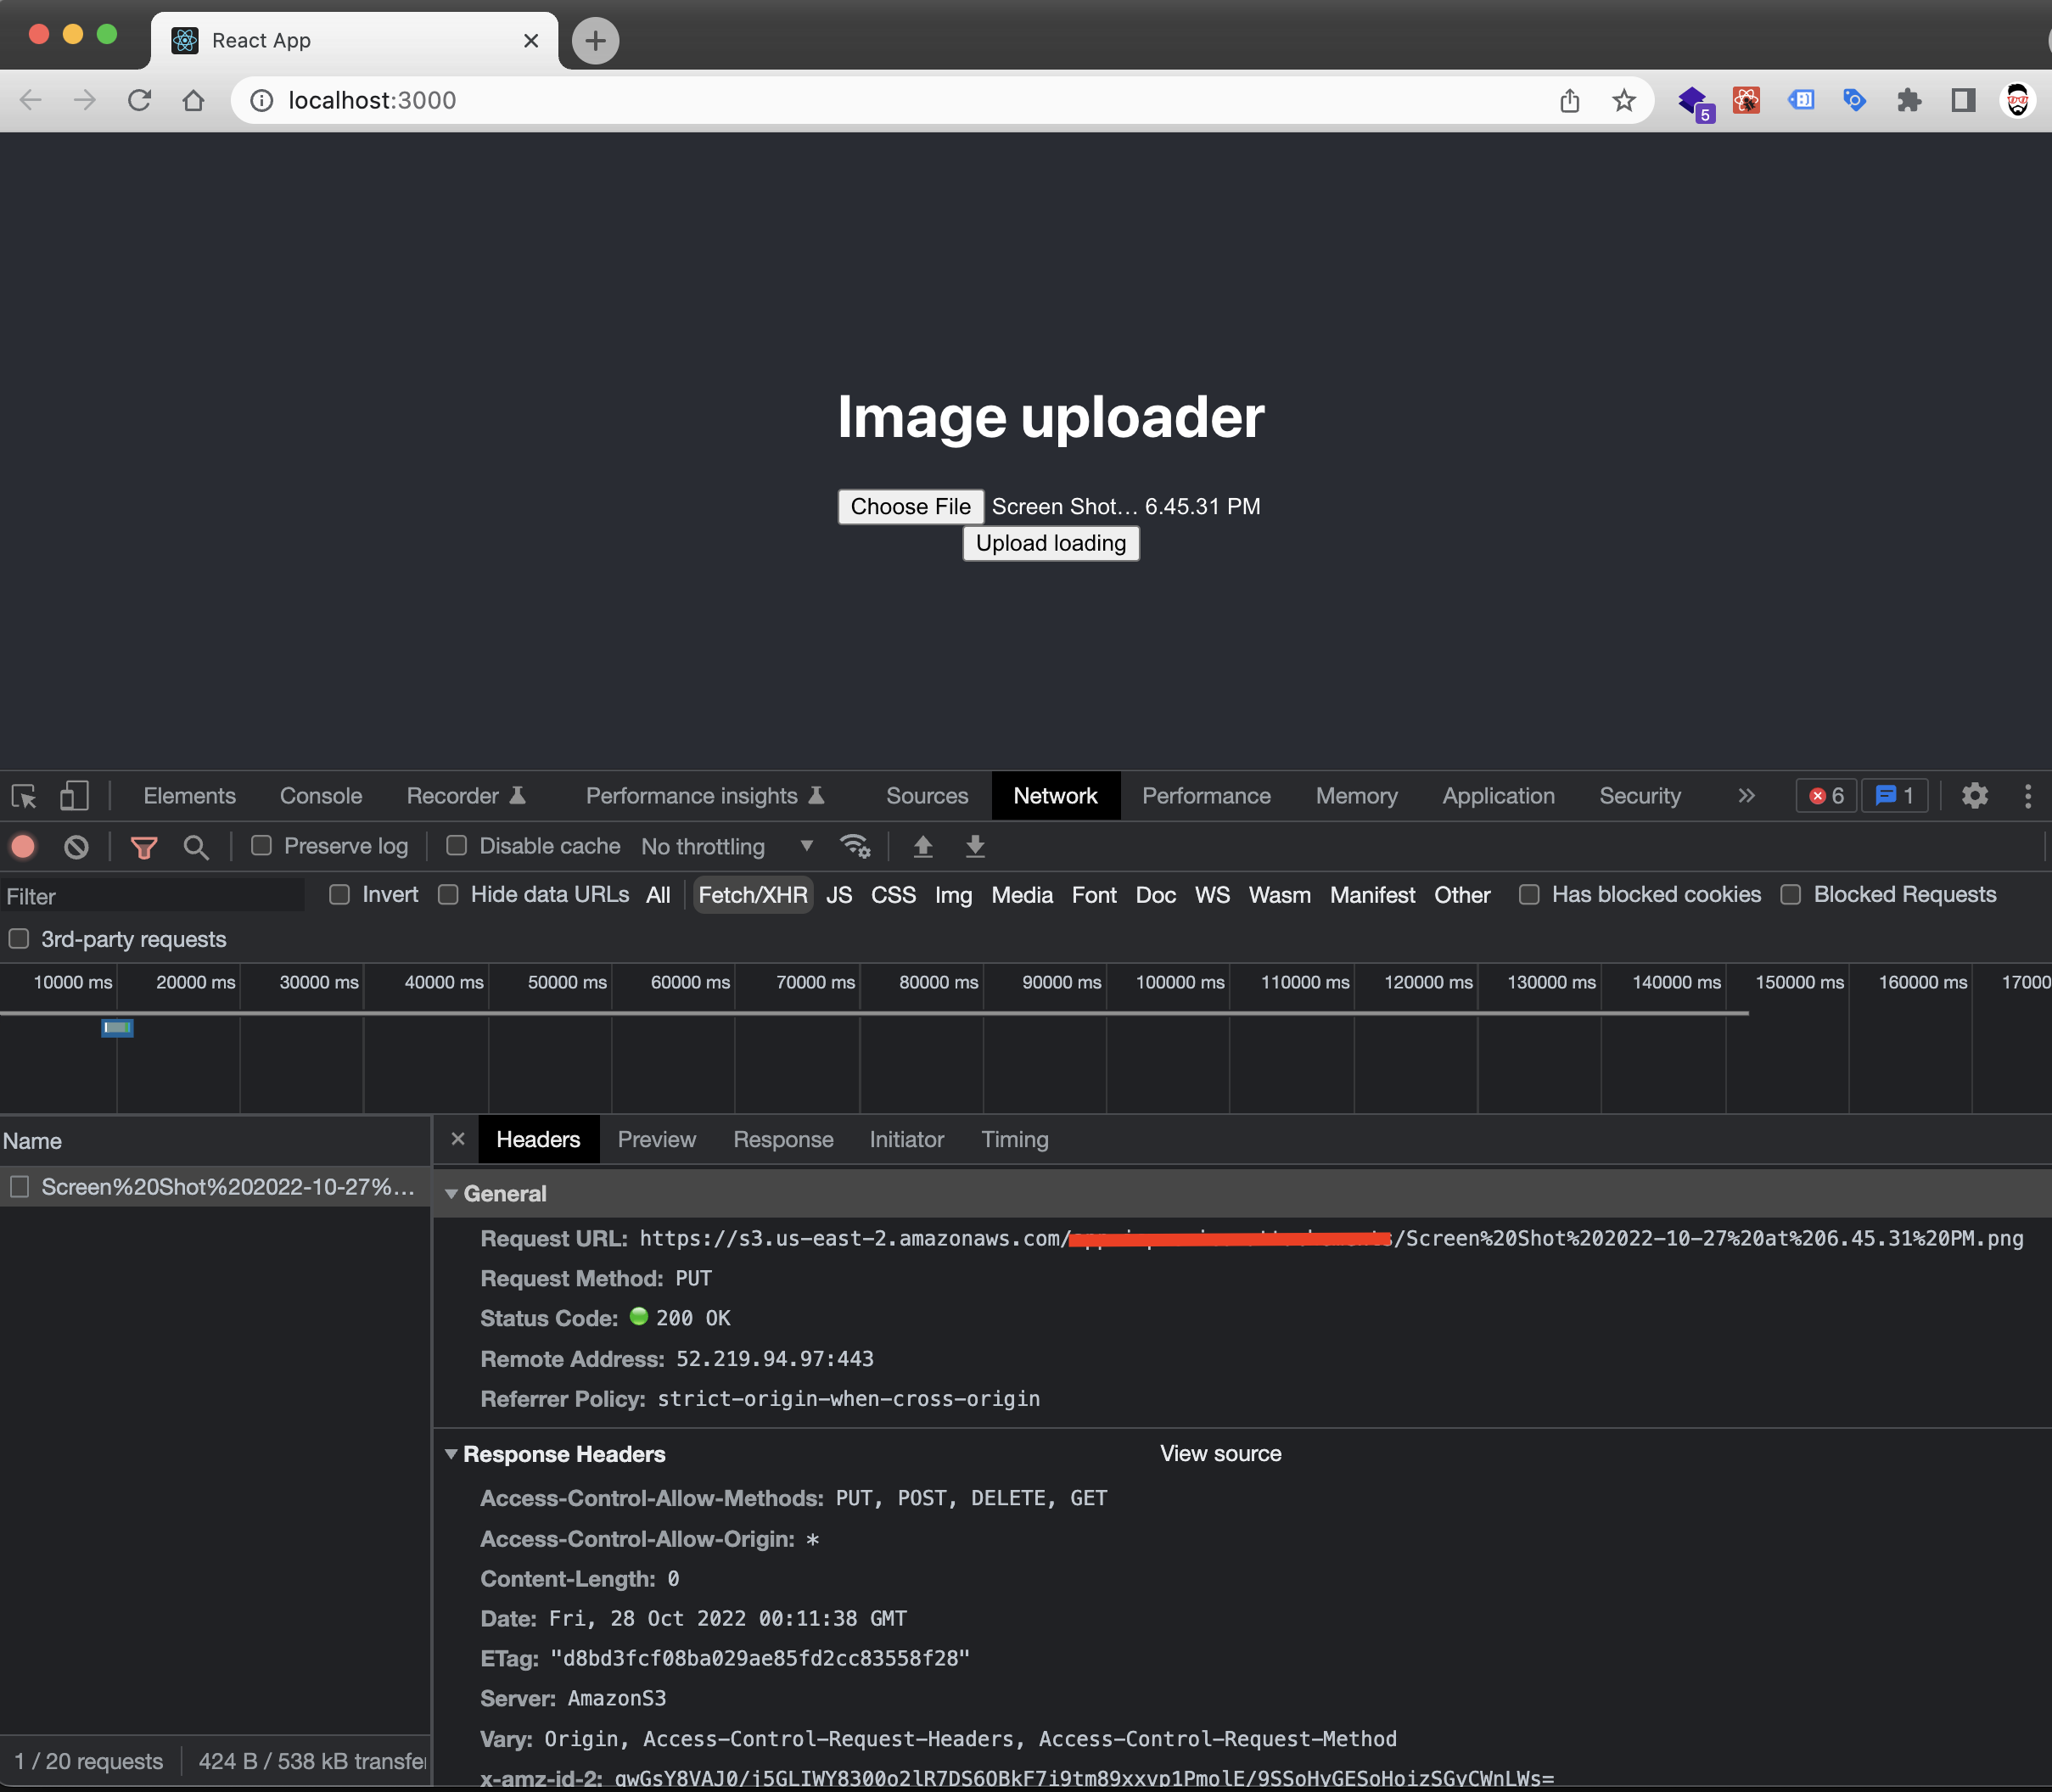 React App
localhost:3000
5
Image uploader
Choose File Screen Shot… 6.45.31 PM
Upload loading
Elements Console Recorder Performance insights Sources Network Performance Memory Application Security » 6 1
Preserve log Disable cache No throttling
Filter Invert Hide data URLs All Fetch/XHR JS CSS Img Media Font Doc WS Wasm Manifest Other Has blocked cookies Blocked Requests
3rd-party requests
10000 ms 20000 ms 30000 ms 40000 ms 50000 ms 60000 ms 70000 ms 80000 ms 90000 ms 100000 ms 110000 ms 120000 ms 130000 ms 140000 ms 150000 ms 160000 ms 17000
Name
Headers Preview Response Initiator Timing
Screen%20Shot%202022-10-27%...
General
Request URL: https://s3.us-east-2.amazonaws.com/ /Screen%20Shot%202022-10-27%20at%206.45.31%20PM.png
Request Method: PUT
Status Code: 200 OK
Remote Address: 52.219.94.97:443
Referrer Policy: strict-origin-when-cross-origin
Response Headers View source
Access-Control-Allow-Methods: PUT, POST, DELETE, GET
Access-Control-Allow-Origin: *
Content-Length: 0
Date: Fri, 28 Oct 2022 00:11:38 GMT
ETag: "d8bd3fcf08ba029ae85fd2cc83558f28"
Server: AmazonS3
Vary: Origin, Access-Control-Request-Headers, Access-Control-Request-Method
x-amz-id-2:
1 / 20 requests 424 B / 538 kB transfer